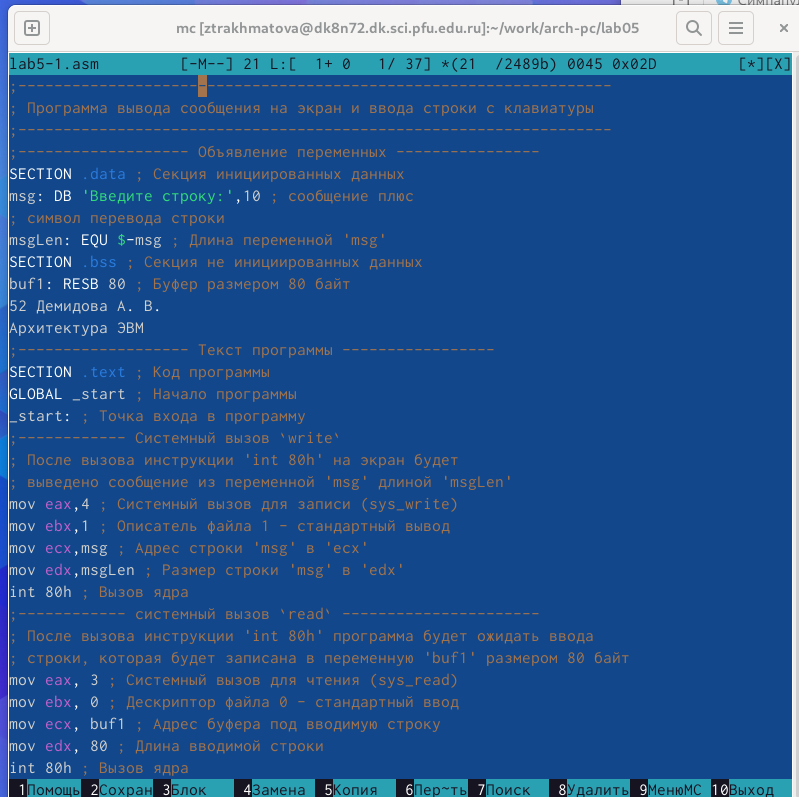 Симпапул
mc [ztrakhmatova@dk8n72.dk.sci.pfu.edu.ru]:~/work/arch-pc/lab05
lab5-1.asm [-M--] 21 L:[ 1+ 0 1/ 37] *(21 /2489b) 0045 0x02D [*][X]
;------------------------------------------------------------------
; Программа вывода сообщения на экран и ввода строки с клавиатуры
;------------------------------------------------------------------
;------------------- Объявление переменных ----------------
SECTION .data ; Секция инициированных данных
msg: DB 'Введите строку:',10 ; сообщение плюс
; символ перевода строки
msgLen: EQU $-msg ; Длина переменной 'msg'
SECTION .bss ; Секция не инициированных данных
buf1: RESB 80 ; Буфер размером 80 байт
52 Демидова А. В.
Архитектура ЭВМ
;------------------- Текст программы -----------------
SECTION .text ; Код программы
GLOBAL _start ; Начало программы
_start: ; Точка входа в программу
;------------ Системный вызов `write`
; После вызова инструкции 'int 80h' на экран будет
; выведено сообщение из переменной 'msg' длиной 'msgLen'
mov eax,4 ; Системный вызов для записи (sys_write)
mov ebx,1 ; Описатель файла 1 - стандартный вывод
mov ecx,msg ; Адрес строки 'msg' в 'ecx'
mov edx,msgLen ; Размер строки 'msg' в 'edx'
int 80h ; Вызов ядра
;------------ системный вызов `read` ----------------------
; После вызова инструкции 'int 80h' программа будет ожидать ввода
; строки, которая будет записана в переменную 'buf1' размером 80 байт
mov eax, 3 ; Системный вызов для чтения (sys_read)
mov ebx, 0 ; Дескриптор файла 0 - стандартный ввод
mov ecx, buf1 ; Адрес буфера под вводимую строку
mov edx, 80 ; Длина вводимой строки
int 80h ; Вызов ядра
1Помощь 2Сохран 3Блок 4Замена 5Копия 6Пер~ть 7Поиск 8Удалить 9МенюMC 10Выход